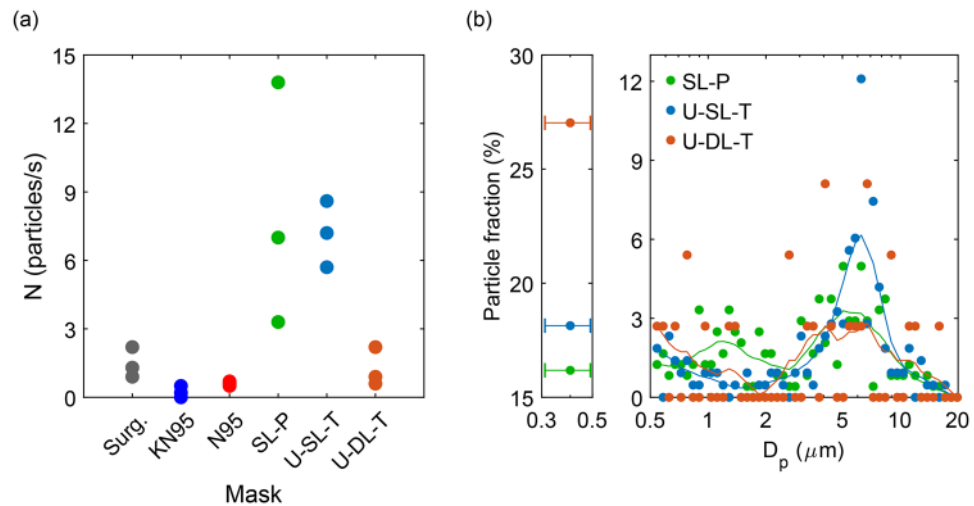 (a)
15
12
9
6
3
0
N (particles/s)
Surg.
KN95
N95
SL-P
U-SL-T
U-DL-T
Mask
(b)
30
25
20
15
Particle fraction (%)
0.3
0.5
12
9
6
3
0
SL-P
U-SL-T
U-DL-T
0.5
1
2
5
10
20
Dp (μm)